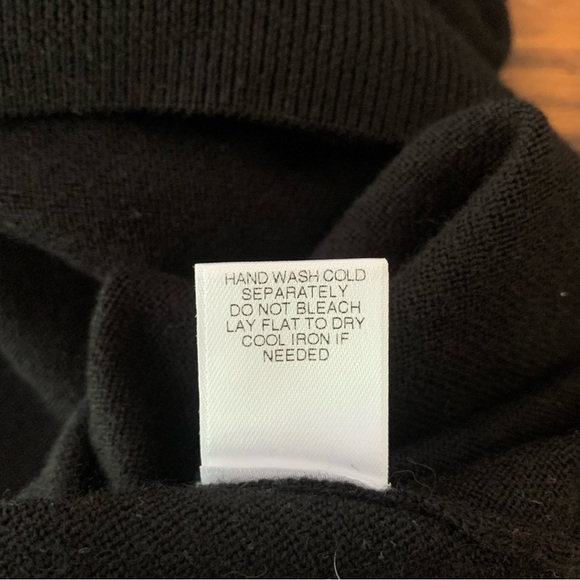 HAND WASH COLD
SEPARATELY
DO NOT BLEACH
LAY FLAT TO DRY
COOL IRON IF
NEEDED